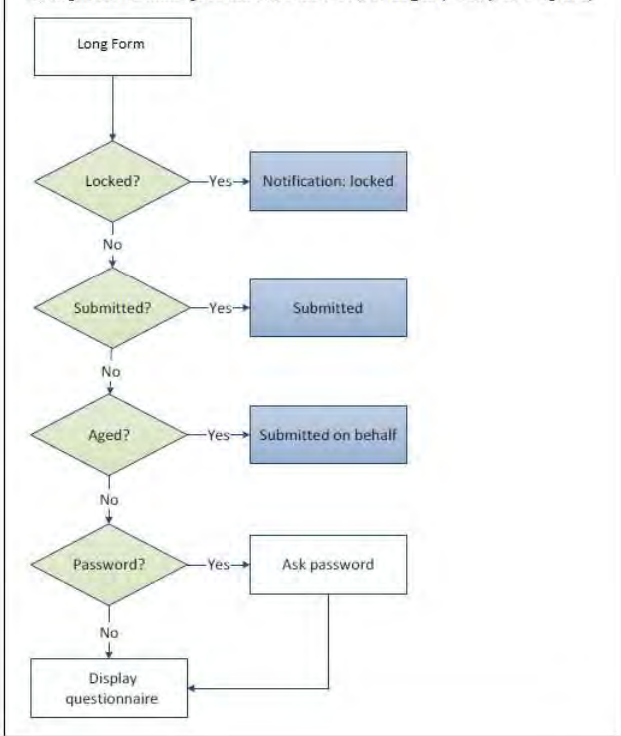 Long Form
Locked?
Yes
Notification: locked
No
Submitted?
Yes
Submitted
No
Aged?
Yes
Submitted on behalf
No
Password?
Yes
Ask password
No
Display
questionnaire